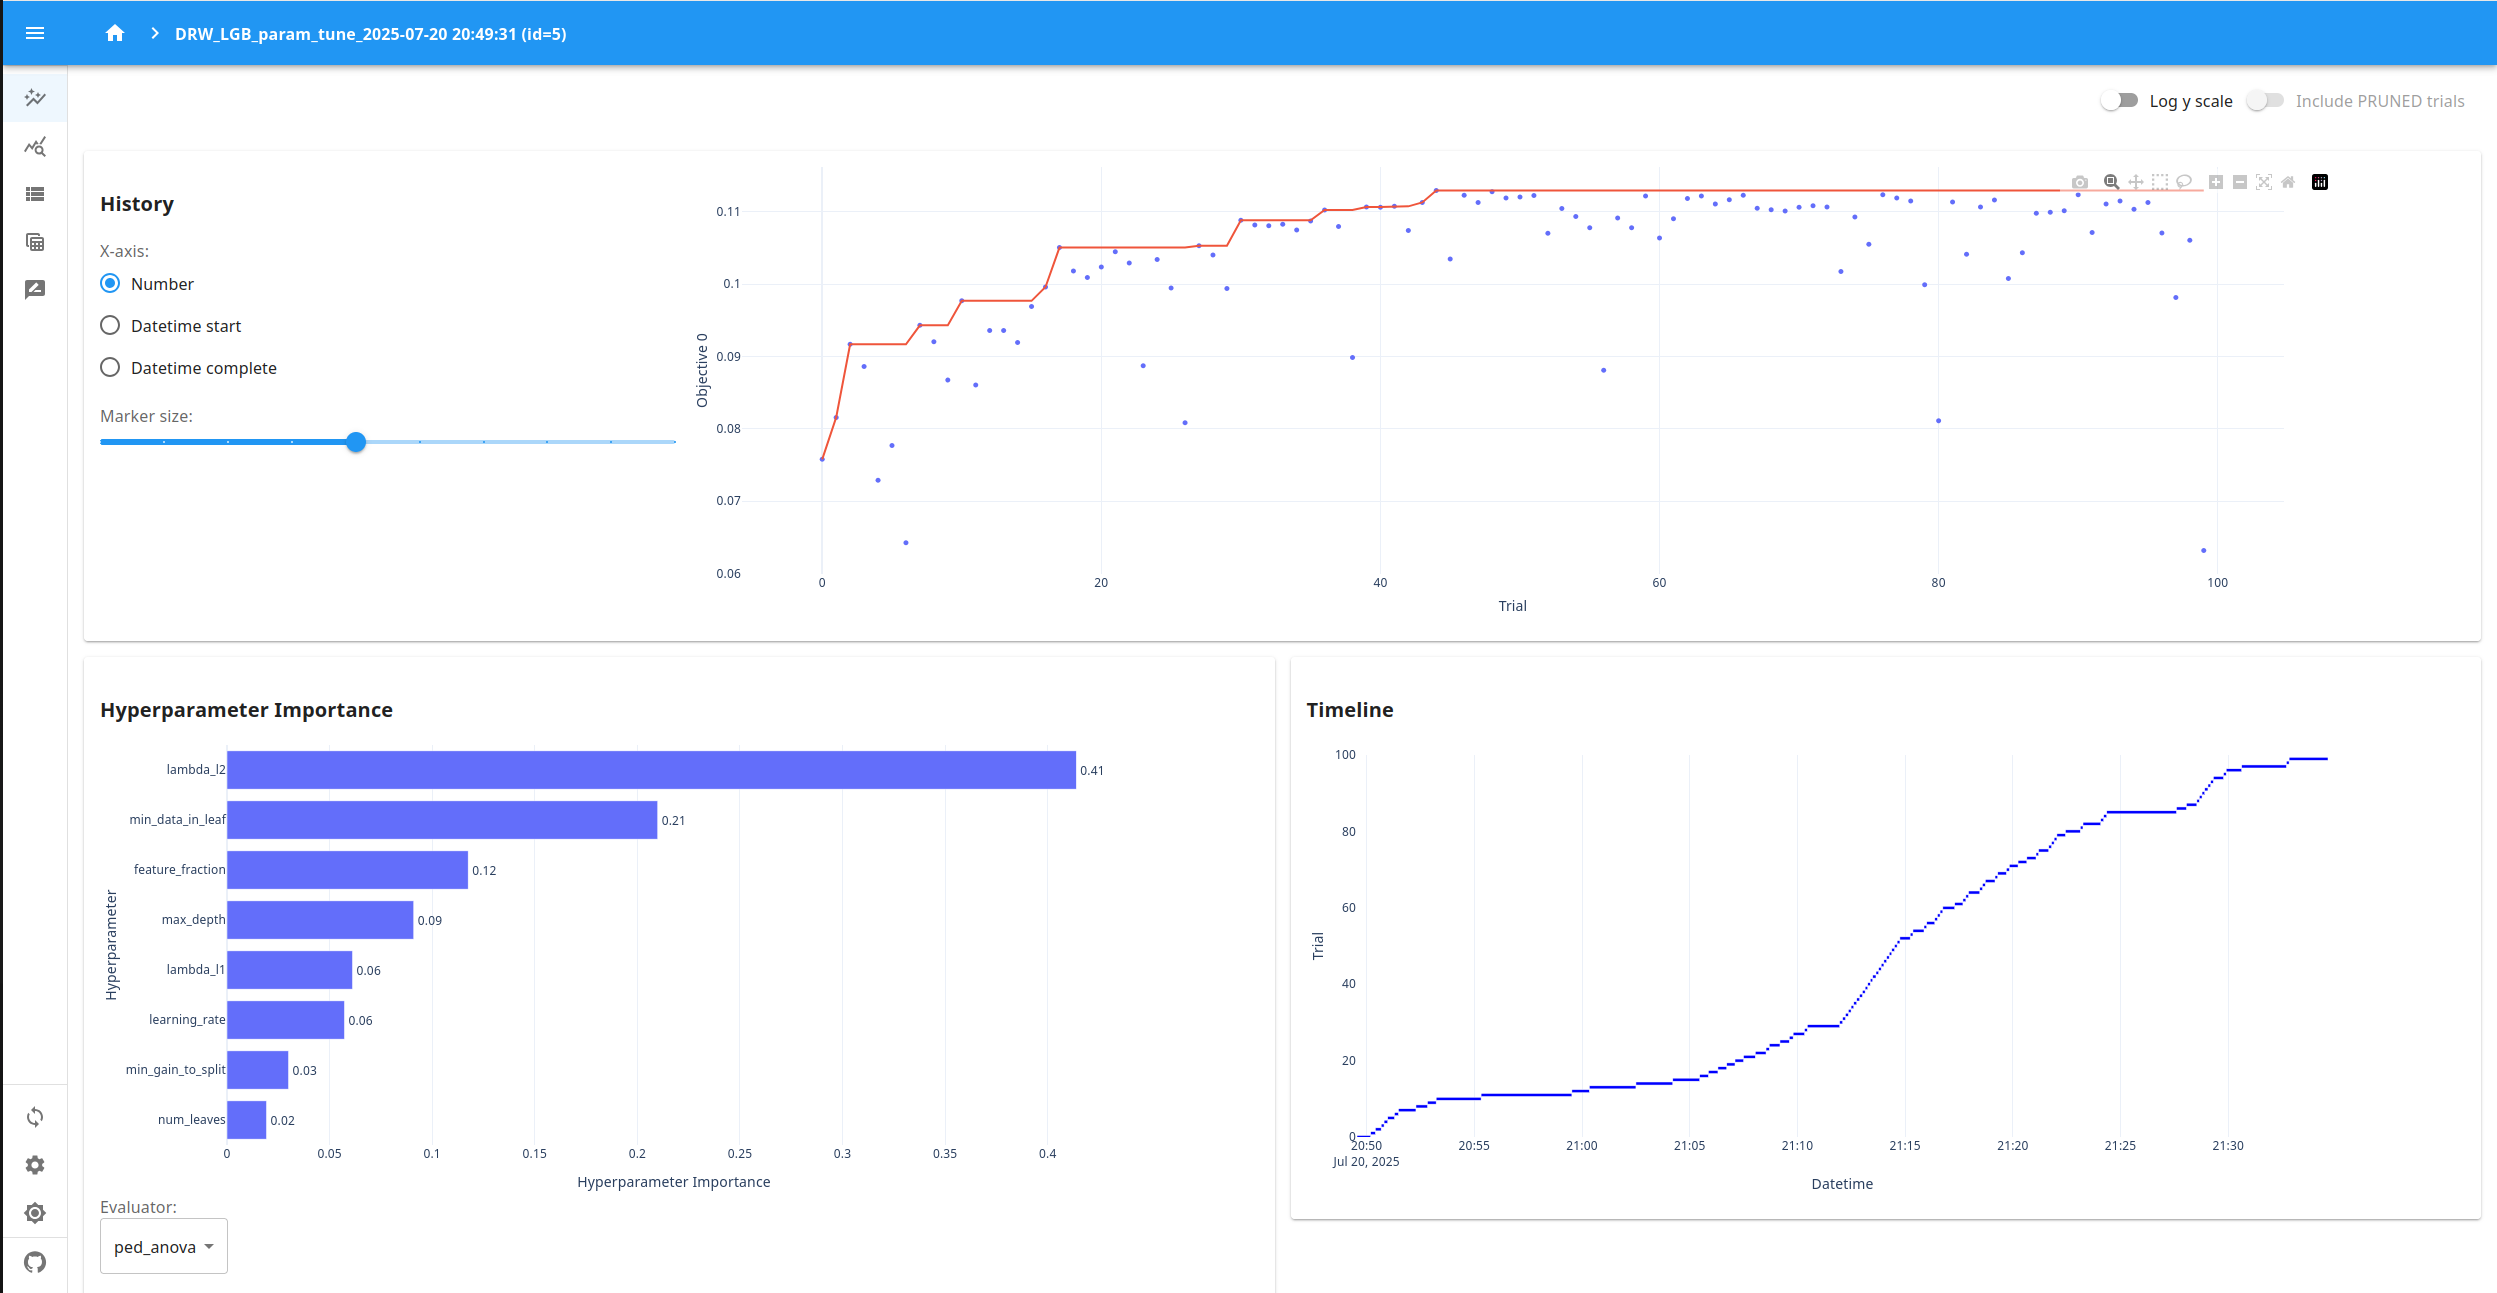 DRW_LGB_param_tune_2025-07-20 20:49:31 (id=5)
Log y scale
Include PRUNED trials
History
X-axis:
Number
Datetime start
Datetime complete
Marker size:
Objective 0
0.11
0.1
0.09
0.08
0.07
0.06
0 20 40 60 80 100
Trial
Hyperparameter Importance
Hyperparameter
lambda_l2 0.41
min_data_in_leaf 0.21
feature_fraction 0.12
max_depth 0.09
lambda_l1 0.06
learning_rate 0.06
min_gain_to_split 0.03
num_leaves 0.02
0 0.05 0.1 0.15 0.2 0.25 0.3 0.35 0.4
Hyperparameter Importance
Evaluator:
ped_anova
Timeline
Trial
100
80
60
40
20
0
20:50 20:55 21:00 21:05 21:10 21:15 21:20 21:25 21:30
Jul 20, 2025
Datetime